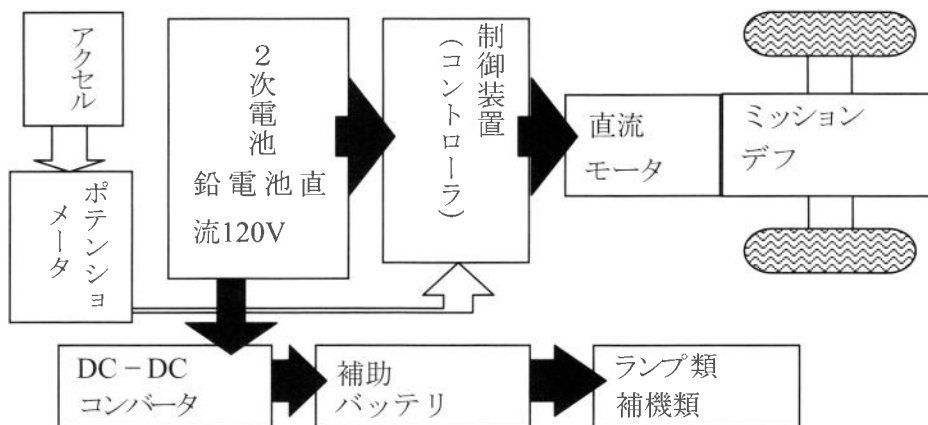 アクセル
ポテンショ
メータ
2次電池
鉛電池直
流120V
制御装置
(コントローラ)
直流
モータ
ミッション
デフ
DC－DC
コンバータ
補助
バッテリ
ランプ類
補機類